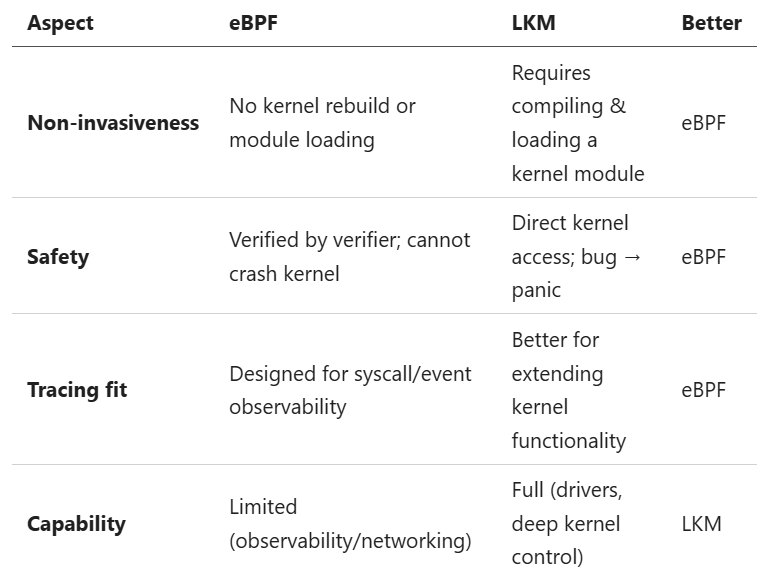 Aspect eBPF LKM Better
Non-invasiveness
No kernel rebuild or
module loading
Requires
compiling &
loading a
kernel module
eBPF
Safety
Verified by verifier; cannot
crash kernel
Direct kernel
access; bug →
panic
eBPF
Tracing fit
Designed for syscall/event
observability
Better for
extending
kernel
functionality
eBPF
Capability
Limited
(observability/networking)
Full (drivers,
deep kernel
control)
LKM